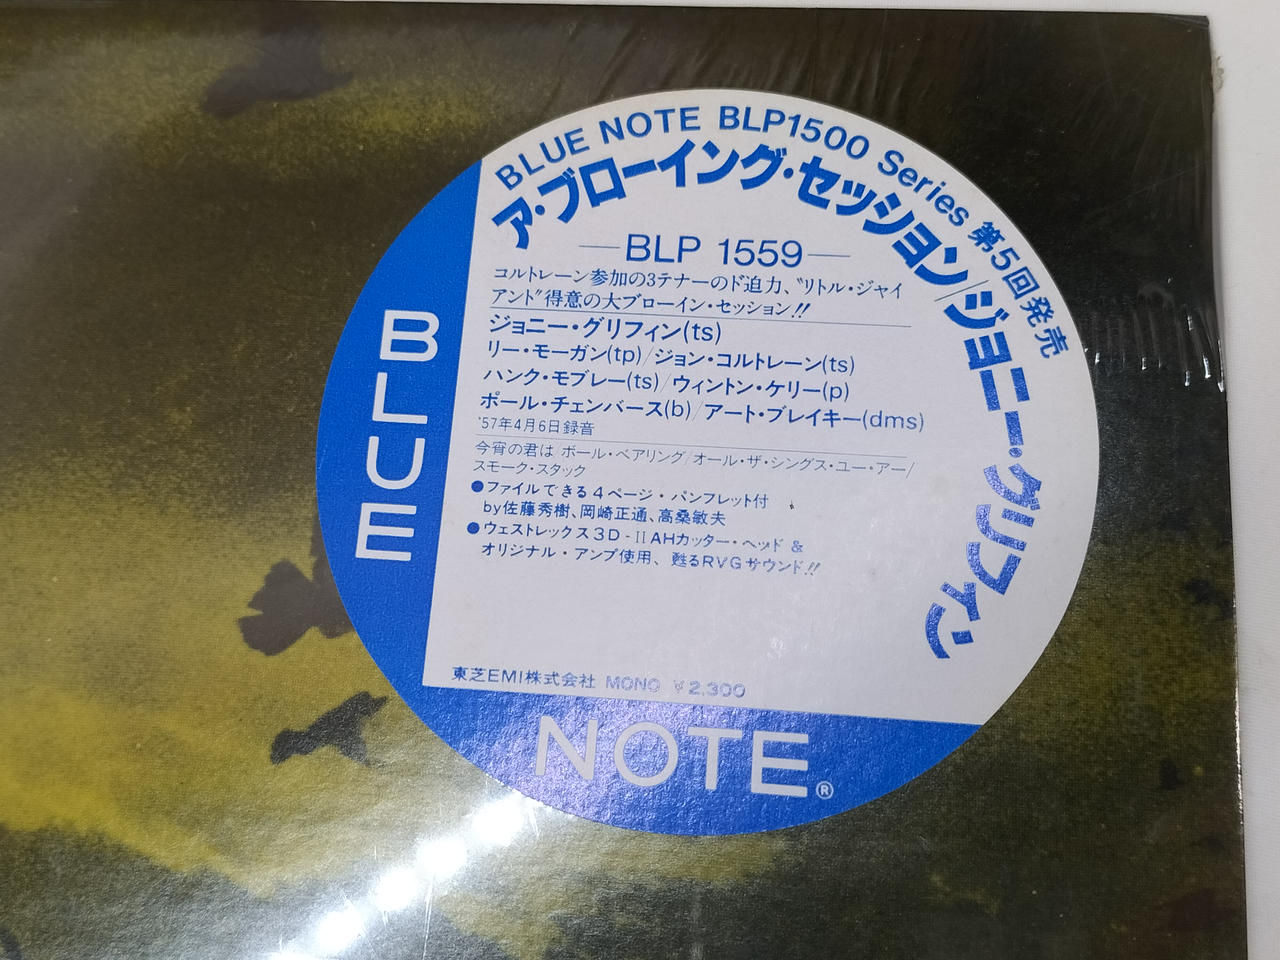 BLUE NOTE BLP1500 Series 第5回発売
ア・ブローイング・セッション/ジョニー・グリフィン
BLP 1559
コルトレーン参加の3テナーのド迫力、〝リトル・ジャイ
アント〟得意の大ブローイン・セッション!!
ジョニー・グリフィン(ts)
リー・モーガン(tp)/ジョン・コルトレーン(ts)
ハンク・モブレー(ts)/ウィントン・ケリー(p)
ポール・チェンバース(b)/アート・ブレイキー(dms)
'57年4月6日録音
今宵の君は/ボール・ベアリング/オール・ザ・シングス・ユー・アー/
スモーク・スタック
●ファイルできる4ページ・パンフレット付
by佐藤秀樹、岡崎正通、高桑敏夫
●ウェストレックス3D-IIAHカッター・ヘッド &
オリジナル・アンプ使用、甦るRVGサウンド!!
東芝EMI株式会社 MONO ¥2,300
BLUE
NOTE®